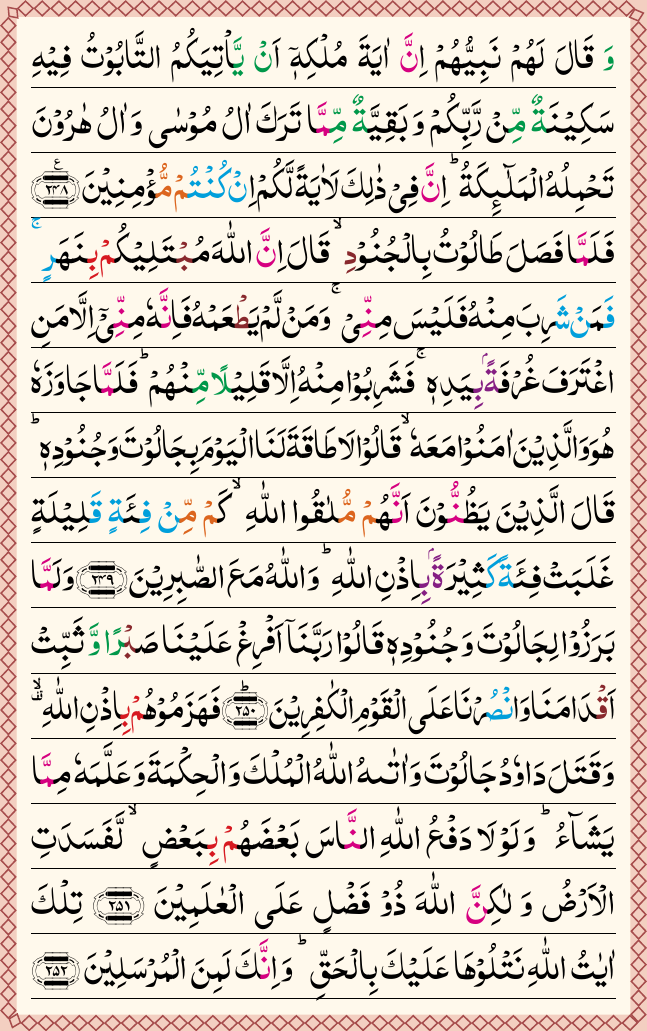 وَ قَالَ لَهُمْ نَبِيُّهُمْ اِنَّ اٰيَةَ مُلْكِهٖۤ اَنْ يَّاْتِيَكُمُ التَّابُوْتُ فِيْهِ
سَكِيْنَةٌ مِّنْ رَّبِّكُمْ وَ بَقِيَّةٌ مِّمَّا تَرَكَ اٰلُ مُوْسٰى وَ اٰلُ هٰرُوْنَ
تَحْمِلُهُ الْمَلٰٓىِٕكَةُ ؕ اِنَّ فِيْ ذٰلِكَ لَاٰيَةً لَّكُمْ اِنْ كُنْتُمْ مُّؤْمِنِيْنَ ﴿۲۴۸﴾ ع
فَلَمَّا فَصَلَ طَالُوْتُ بِالْجُنُوْدِ ۙ قَالَ اِنَّ اللّٰهَ مُبْتَلِيْكُمْ بِنَهَرٍ ۚ
فَمَنْ شَرِبَ مِنْهُ فَلَيْسَ مِنِّيْ ۚ وَ مَنْ لَّمْ يَطْعَمْهُ فَاِنَّهٗ مِنِّيْۤ اِلَّا مَنِ
اغْتَرَفَ غُرْفَةًۢ بِيَدِهٖ ۚ فَشَرِبُوْا مِنْهُ اِلَّا قَلِيْلًا مِّنْهُمْ ؕ فَلَمَّا جَاوَزَهٗ
هُوَ وَ الَّذِيْنَ اٰمَنُوْا مَعَهٗ ۙ قَالُوْا لَا طَاقَةَ لَنَا الْيَوْمَ بِجَالُوْتَ وَ جُنُوْدِهٖ ؕ
قَالَ الَّذِيْنَ يَظُنُّوْنَ اَنَّهُمْ مُّلٰقُوا اللّٰهِ ۙ كَمْ مِّنْ فِئَةٍ قَلِيْلَةٍ
غَلَبَتْ فِئَةً كَثِيْرَةًۢ بِاِذْنِ اللّٰهِ ؕ وَ اللّٰهُ مَعَ الصّٰبِرِيْنَ ﴿۲۴۹﴾ وَ لَمَّا
بَرَزُوْا لِجَالُوْتَ وَ جُنُوْدِهٖ قَالُوْا رَبَّنَاۤ اَفْرِغْ عَلَيْنَا صَبْرًا وَّ ثَبِّتْ
اَقْدَامَنَا وَ انْصُرْنَا عَلَى الْقَوْمِ الْكٰفِرِيْنَ ﴿۲۵۰﴾ؕ فَهَزَمُوْهُمْ بِاِذْنِ اللّٰهِ ۙ۫
وَ قَتَلَ دَاوٗدُ جَالُوْتَ وَ اٰتٰىهُ اللّٰهُ الْمُلْكَ وَ الْحِكْمَةَ وَ عَلَّمَهٗ مِمَّا
يَشَآءُ ؕ وَ لَوْ لَا دَفْعُ اللّٰهِ النَّاسَ بَعْضَهُمْ بِبَعْضٍ ۙ لَّفَسَدَتِ
الْاَرْضُ وَ لٰكِنَّ اللّٰهَ ذُوْ فَضْلٍ عَلَى الْعٰلَمِيْنَ ﴿۲۵۱﴾ تِلْكَ
اٰيٰتُ اللّٰهِ نَتْلُوْهَا عَلَيْكَ بِالْحَقِّ ؕ وَ اِنَّكَ لَمِنَ الْمُرْسَلِيْنَ ﴿۲۵۲﴾